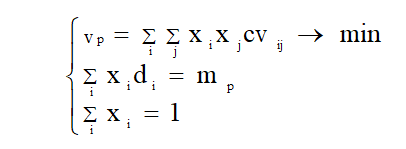 v p = Σ i Σ j x i x j cv ij → min
Σ i x i d i = m p
Σ i x i = 1